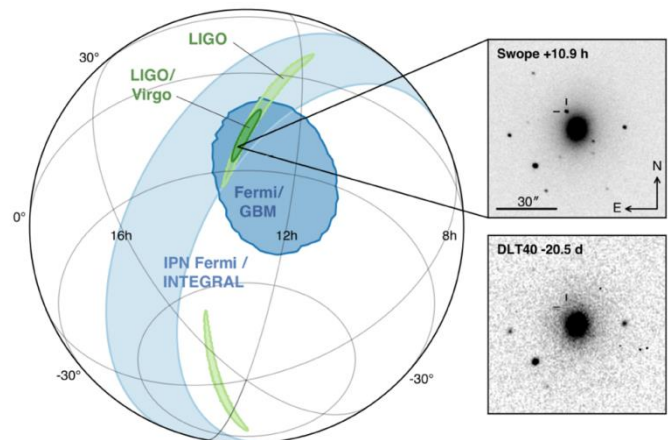 30°
LIGO
LIGO/
Virgo
Fermi/
GBM
0°
16h
12h
8h
IPN Fermi /
INTEGRAL
-30°
-30°
Swope +10.9 h
N
30″
E
DLT40 -20.5 d